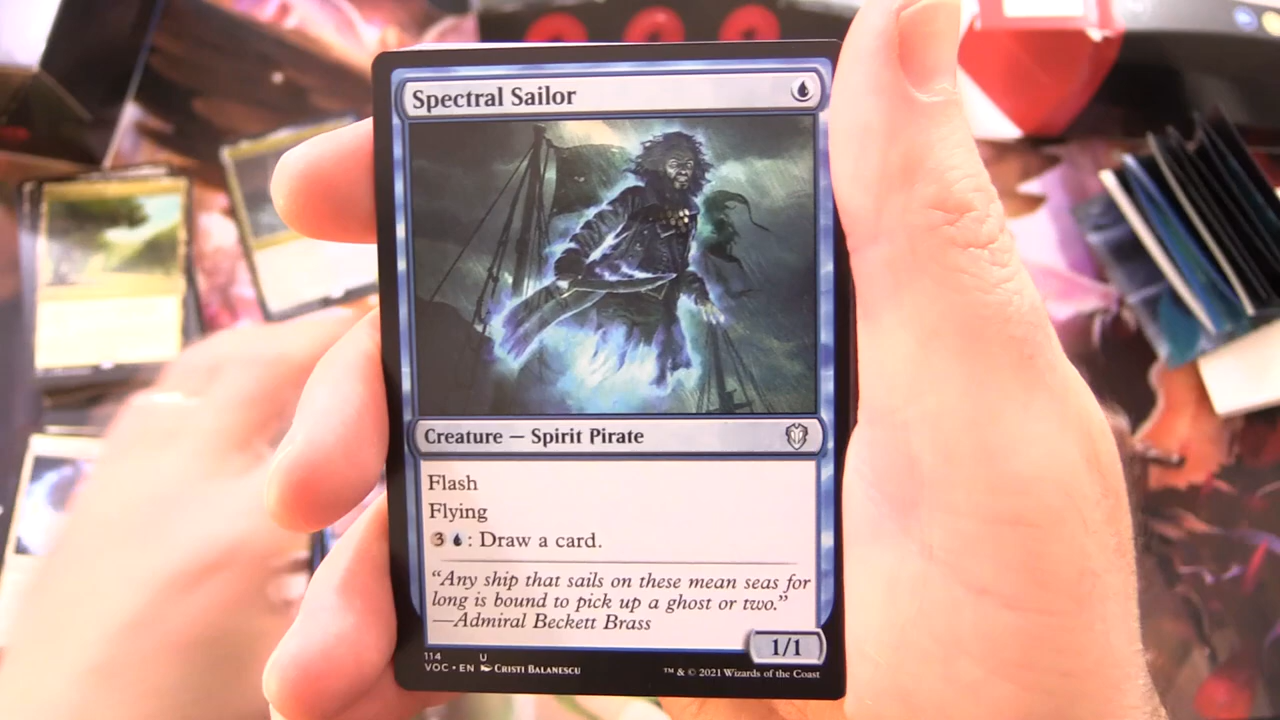 Spectral Sailor
Creature — Spirit Pirate
Flash
Flying
3 : Draw a card.
“Any ship that sails on these mean seas for
long is bound to pick up a ghost or two.”
—Admiral Beckett Brass
1/1
114 U
VOC • EN Cristi Balanescu
™ & © 2021 Wizards of the Coast